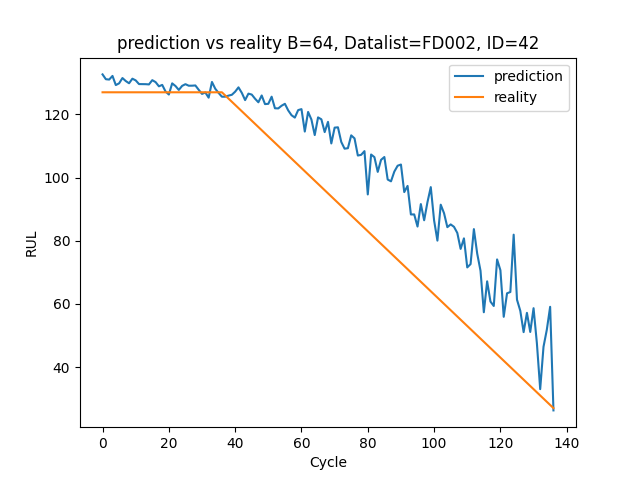 prediction vs reality B=64, Datalist=FD002, ID=42
prediction
reality
RUL
120
100
80
60
40
0 20 40 60 80 100 120 140
Cycle